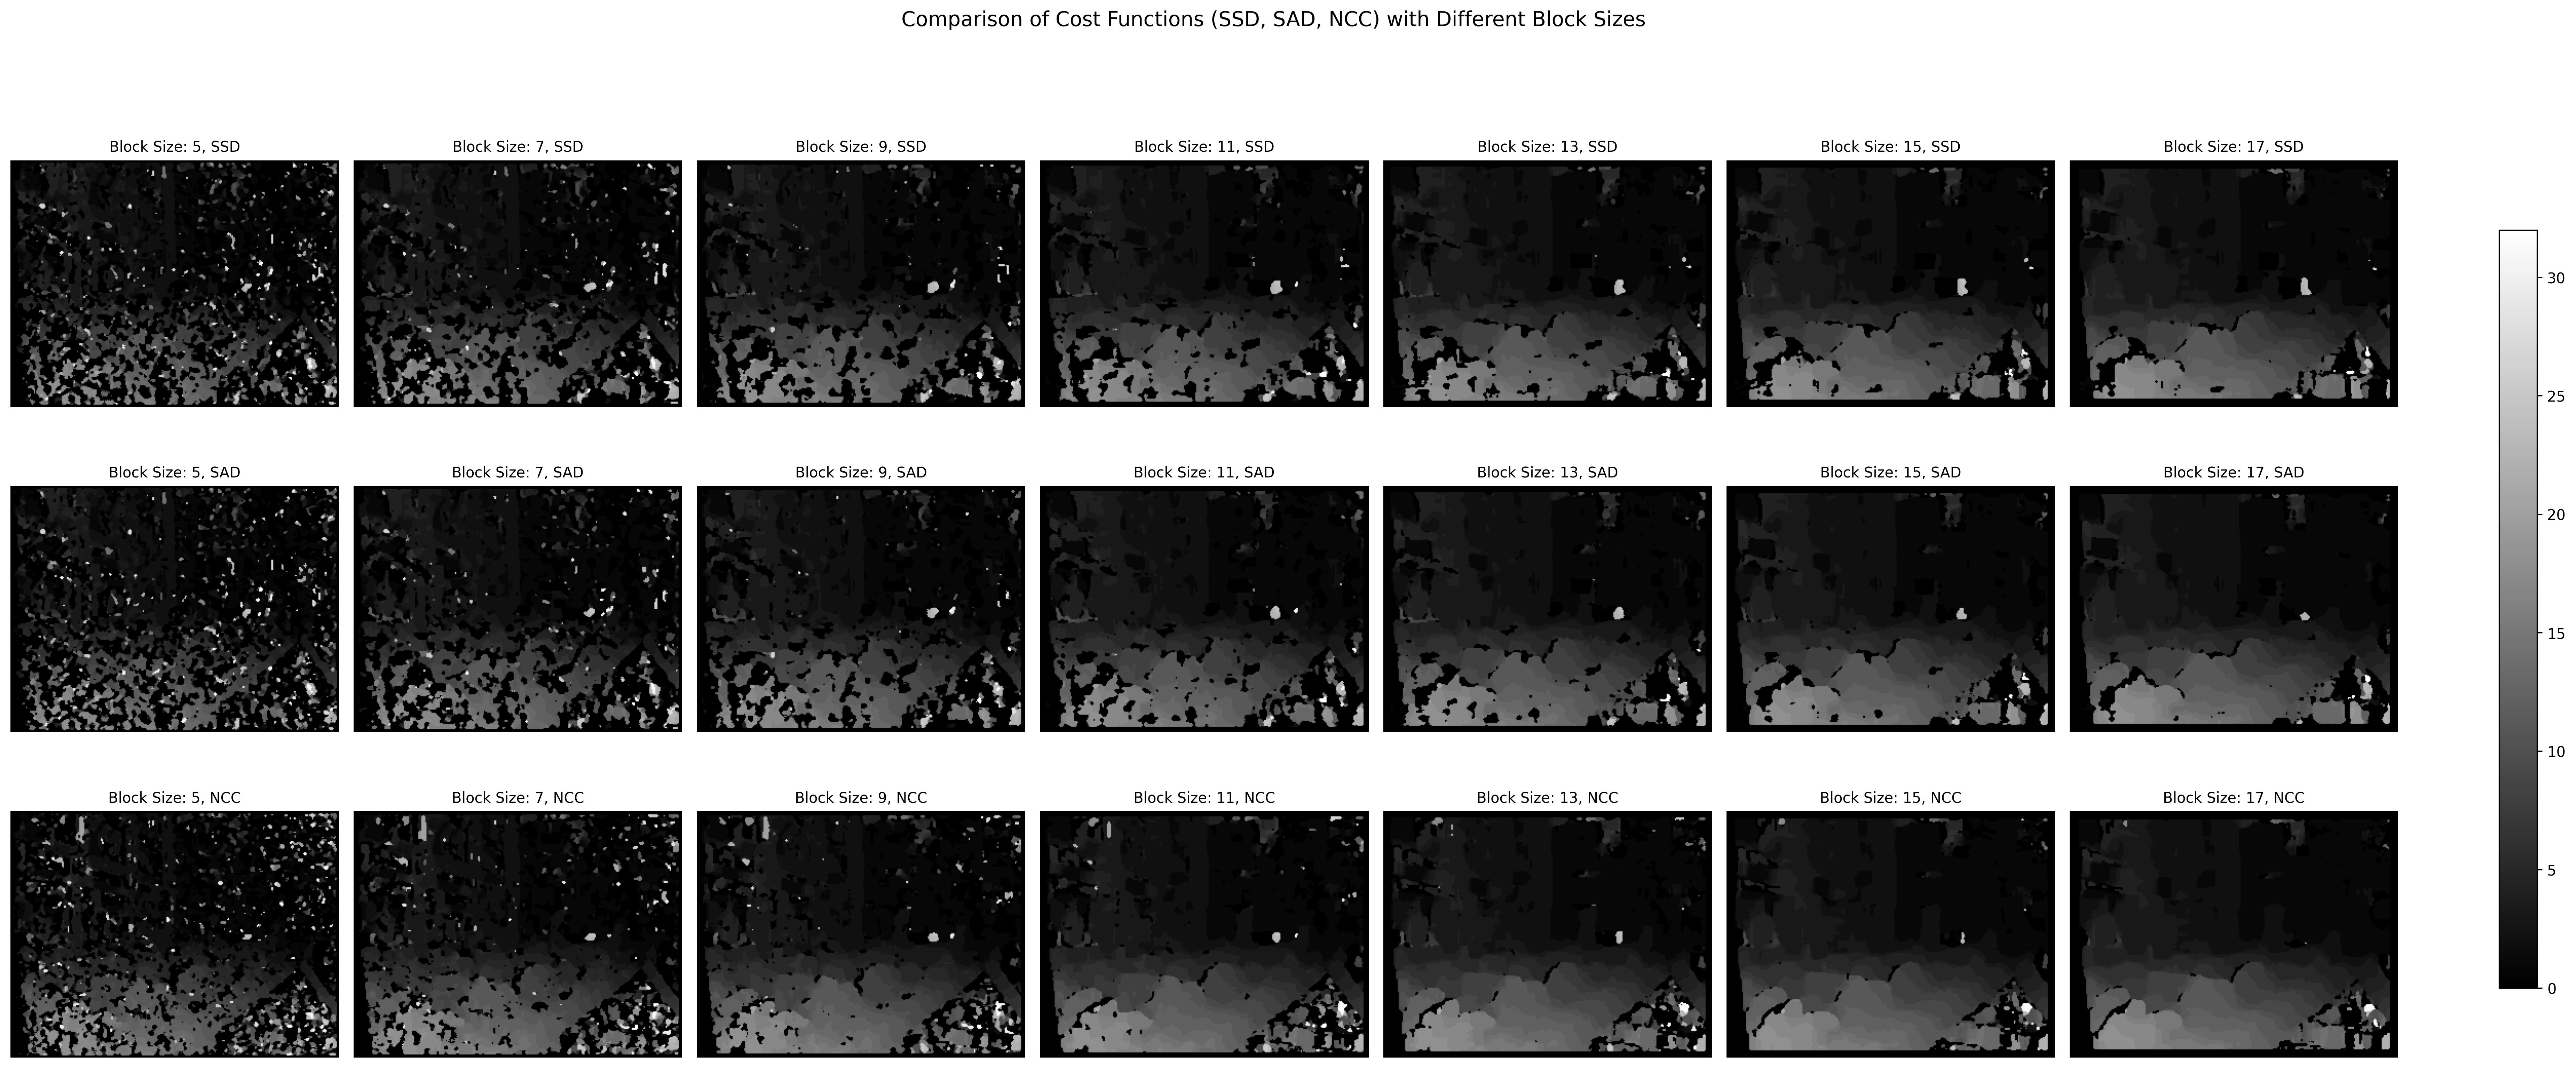 Comparison of Cost Functions (SSD, SAD, NCC) with Different Block Sizes
Block Size: 5, SSD
Block Size: 7, SSD
Block Size: 9, SSD
Block Size: 11, SSD
Block Size: 13, SSD
Block Size: 15, SSD
Block Size: 17, SSD
Block Size: 5, SAD
Block Size: 7, SAD
Block Size: 9, SAD
Block Size: 11, SAD
Block Size: 13, SAD
Block Size: 15, SAD
Block Size: 17, SAD
Block Size: 5, NCC
Block Size: 7, NCC
Block Size: 9, NCC
Block Size: 11, NCC
Block Size: 13, NCC
Block Size: 15, NCC
Block Size: 17, NCC
30
25
20
15
10
5
0